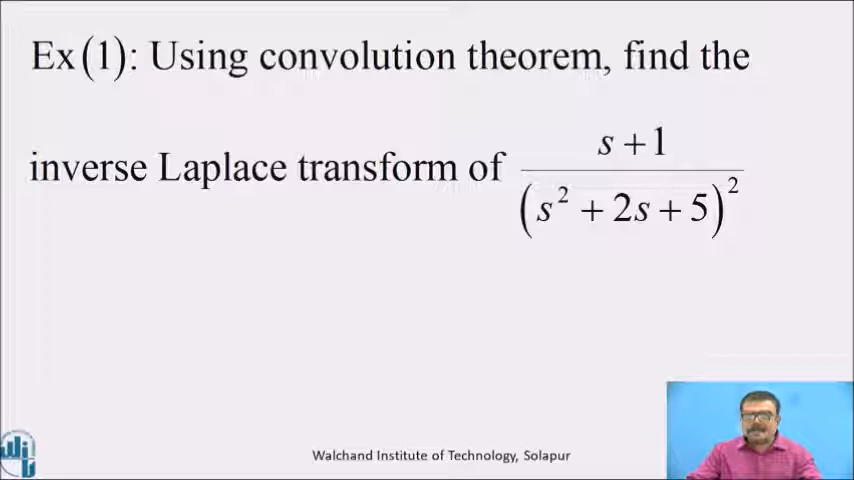 Ex(1): Using convolution theorem, find the
inverse Laplace transform of (s+1)/(s²+2s+5)²
Walchand Institute of Technology, Solapur